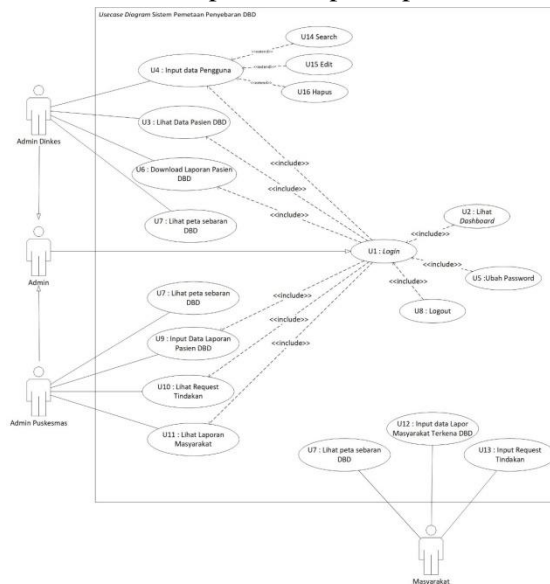 Usecase Diagram Sistem Pemetaan Penyebaran DBD
U14 Search
U4 : Input data Pengguna
U15 Edit
U16 Hapus
Admin Dinkes
U3 : Lihat Data Pasien
DBD
<<include>>
U6 : Download Laporan Pasien
DBD
<<include>>
<<include>>
U7 : Lihat peta sebaran
DBD
U2 : Lihat
Dashboard
<<include>>
Admin
U1 : Login
<<include>>
U5 : Ubah Password
U7 : Lihat peta sebaran
DBD
<<include>>
<<include>>
U8 : Logout
U9 : Input Data Laporan
Pasien DBD
<<include>>
<<include>>
U10 : Lihat Request
Tindakan
Admin Puskesmas
U11 : Lihat Laporan
Masyarakat
U12 : Input data Lapor
Masyarakat Terkena DBD
U7 : Lihat peta sebaran
DBD
U13 : Input Request
Tindakan
Masyarakat